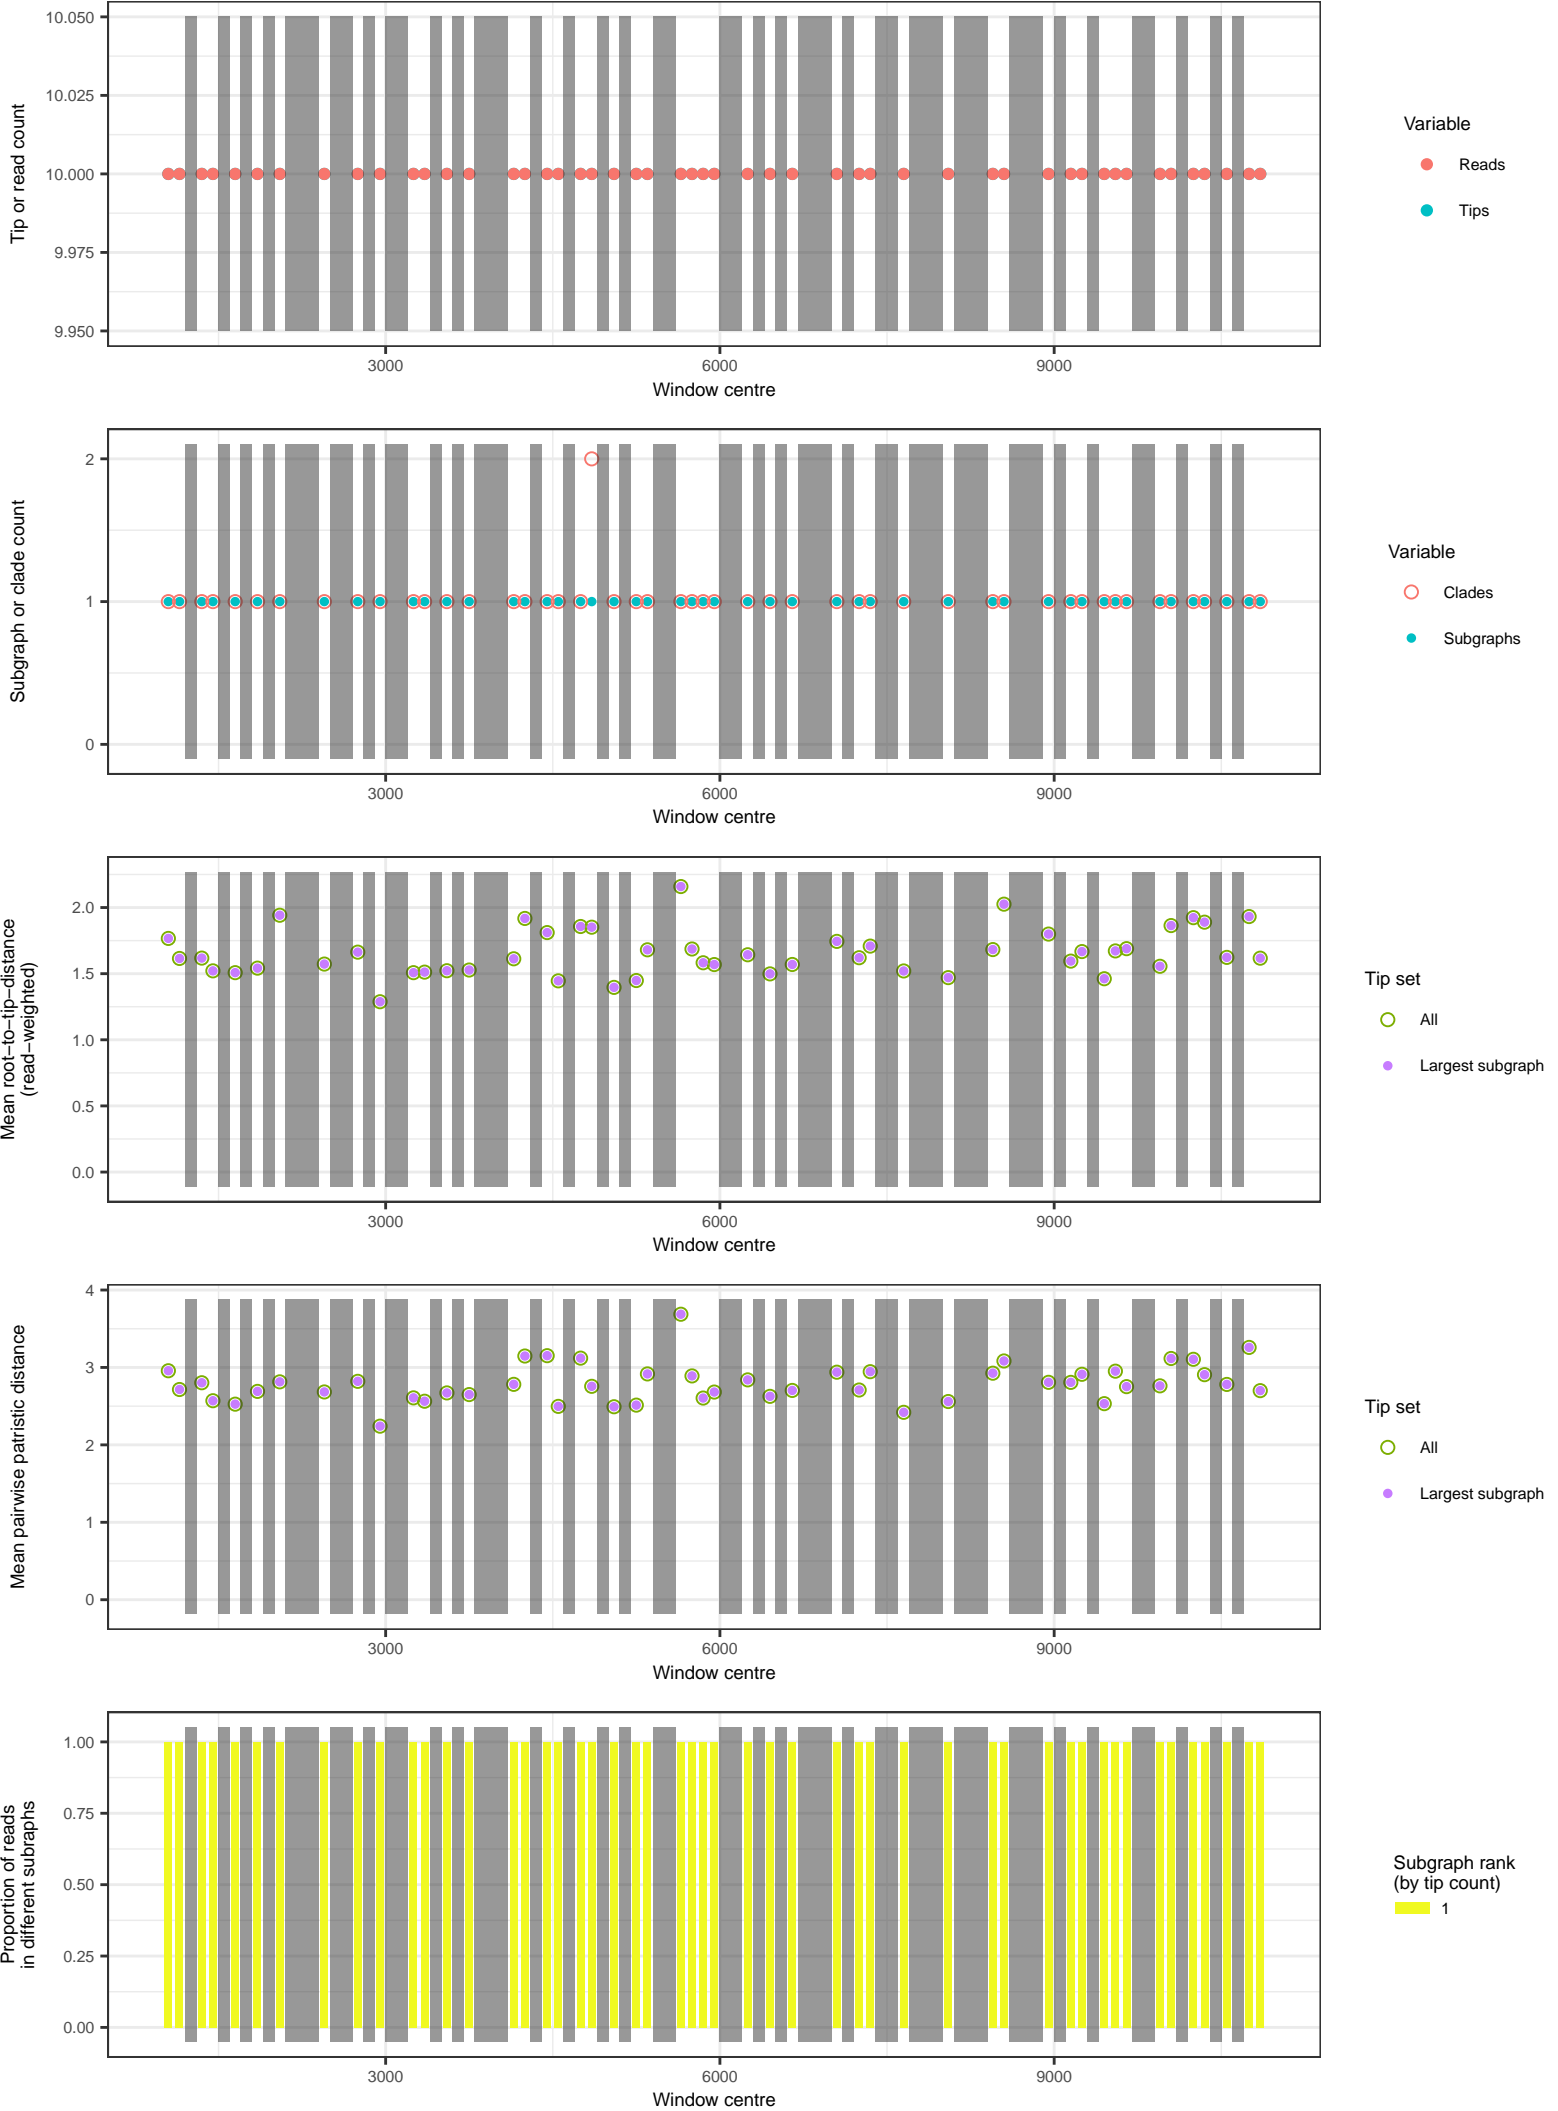 10.050
10.025
10.000
9.975
9.950
Tip or read count
3000
6000
9000
Window centre
Variable
Reads
Tips
2
1
0
Subgraph or clade count
3000
6000
9000
Window centre
Variable
Clades
Subgraphs
2.0
1.5
1.0
0.5
0.0
Mean root−to−tip−distance
(read−weighted)
3000
6000
9000
Window centre
Tip set
All
Largest subgraph
4
3
2
1
0
Mean pairwise patristic distance
3000
6000
9000
Window centre
Tip set
All
Largest subgraph
1.00
0.75
0.50
0.25
0.00
Proportion of reads
in different subraphs
3000
6000
9000
Window centre
Subgraph rank
(by tip count)
1